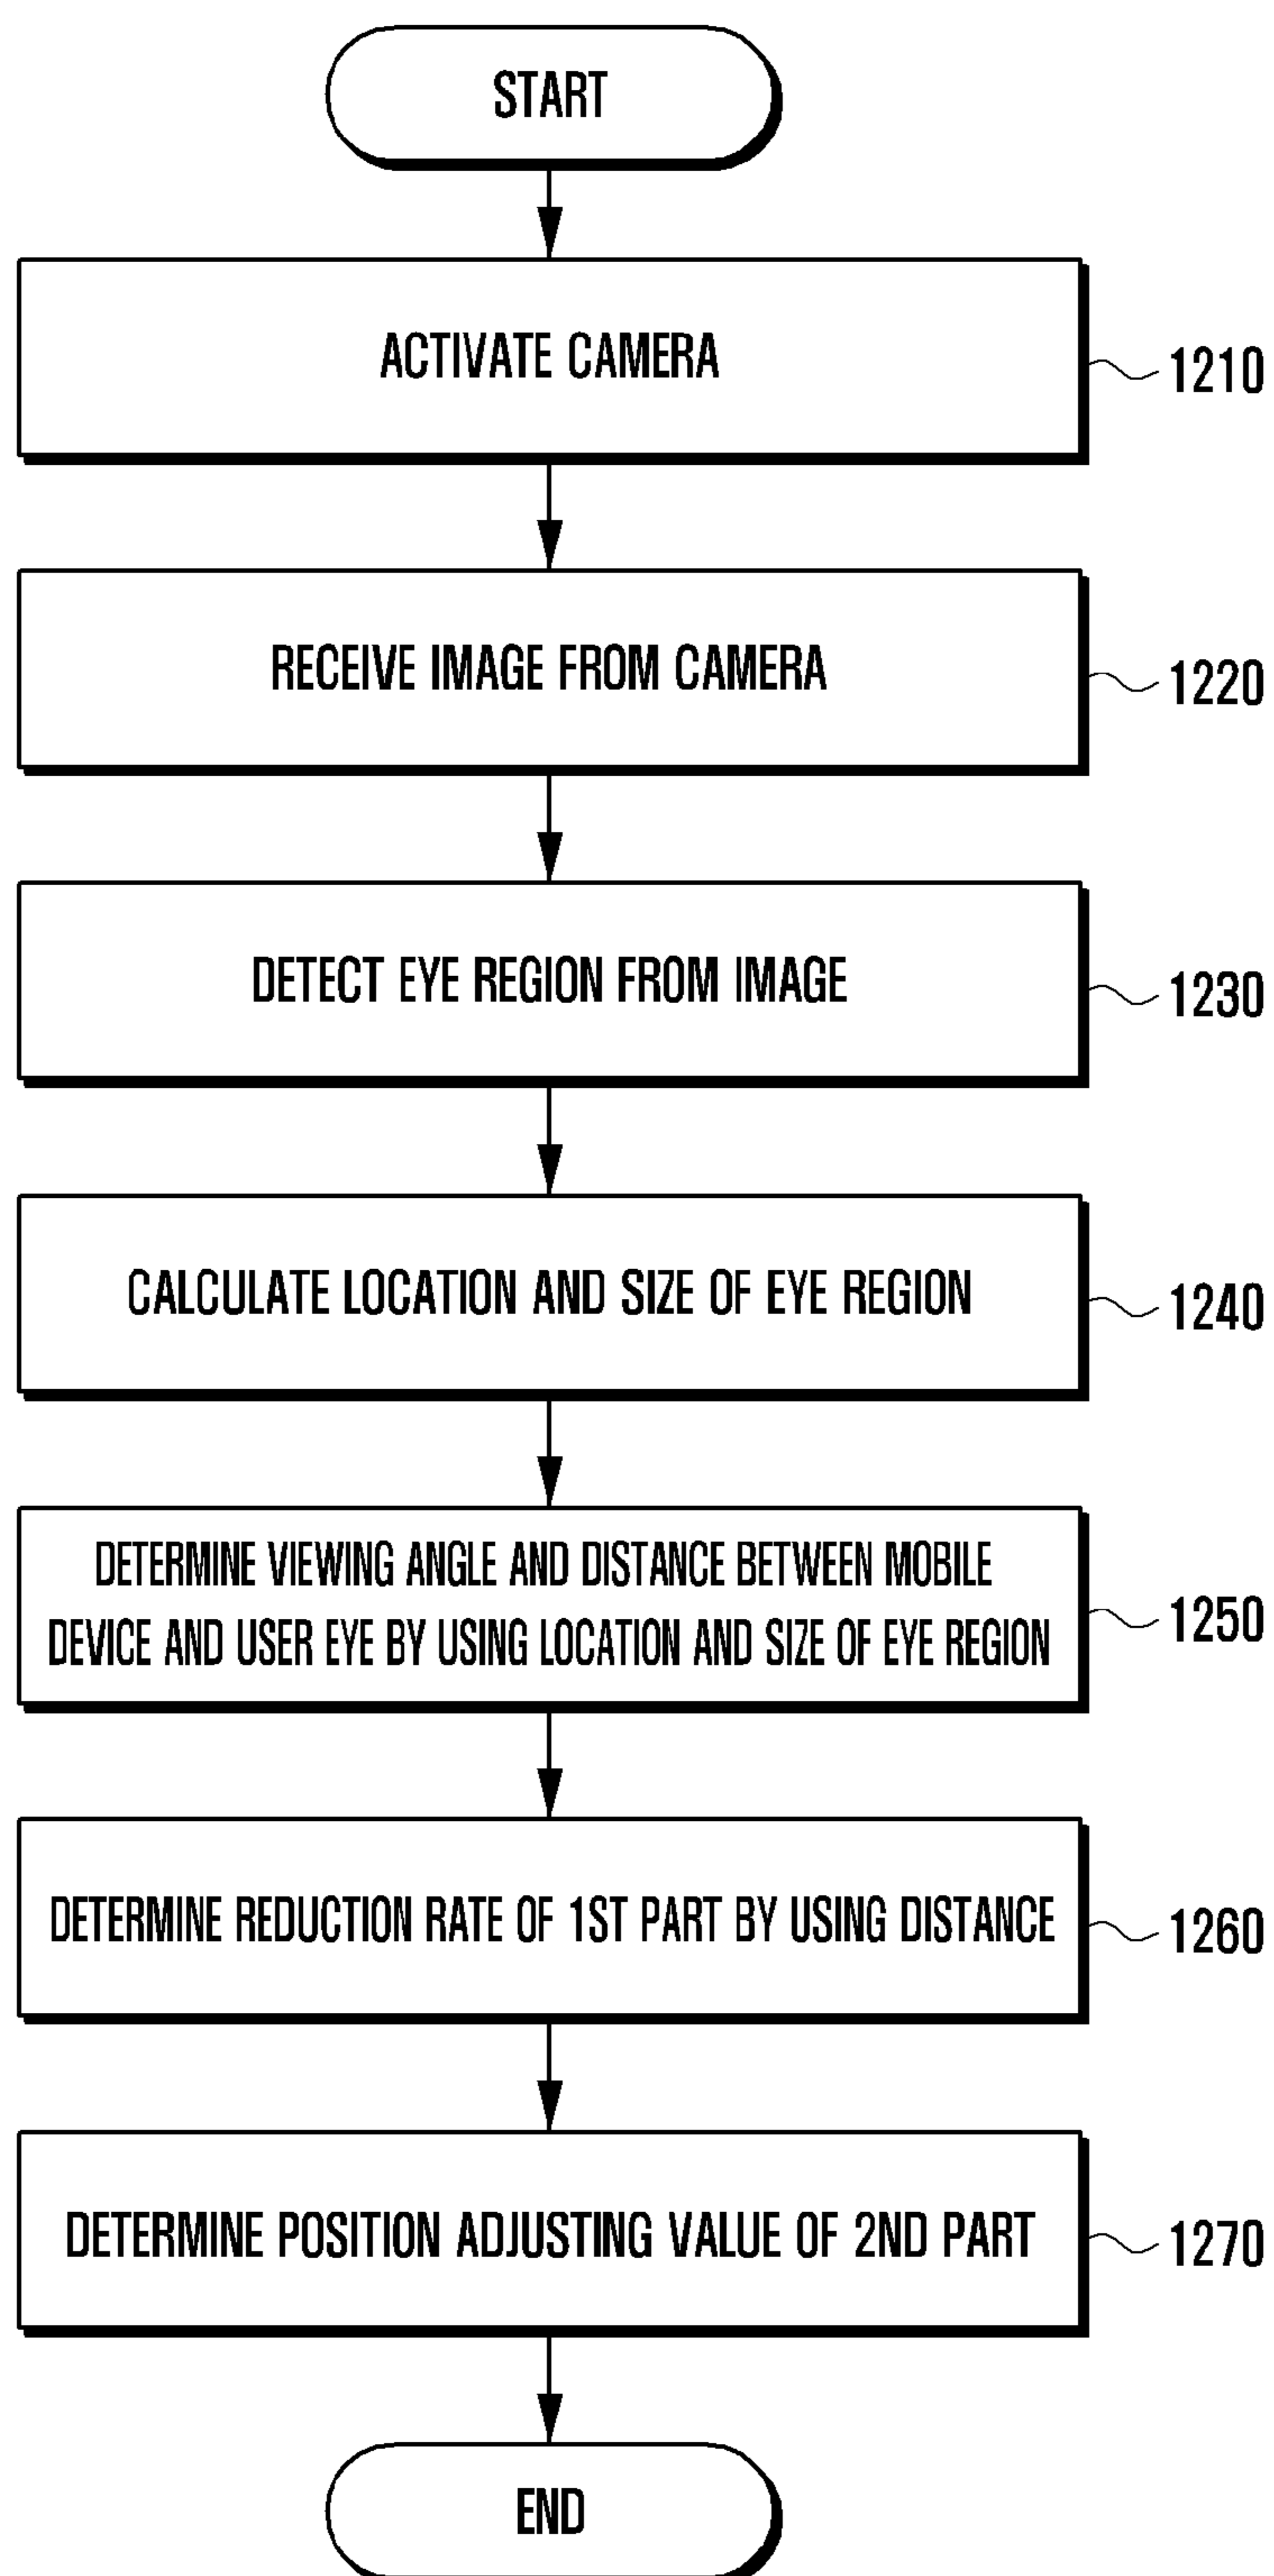 START
ACTIVATE CAMERA
1210
RECEIVE IMAGE FROM CAMERA
1220
DETECT EYE REGION FROM IMAGE
1230
CALCULATE LOCATION AND SIZE OF EYE REGION
1240
DETERMINE VIEWING ANGLE AND DISTANCE BETWEEN MOBILE
DEVICE AND USER EYE BY USING LOCATION AND SIZE OF EYE REGION
1250
DETERMINE REDUCTION RATE OF 1ST PART BY USING DISTANCE
1260
DETERMINE POSITION ADJUSTING VALUE OF 2ND PART
1270
END